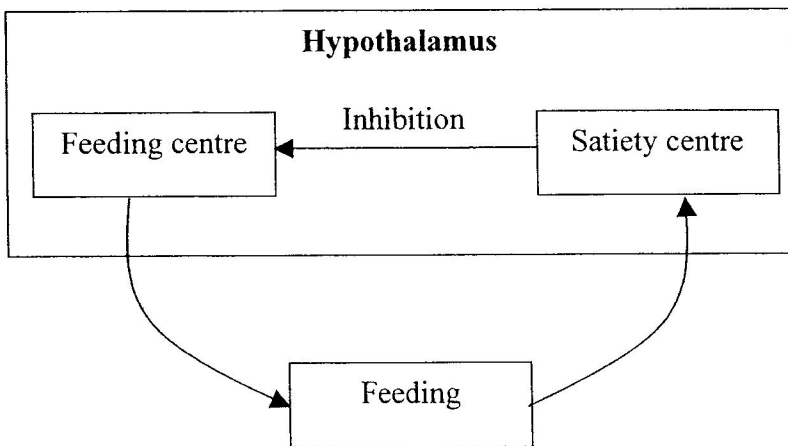 Hypothalamus
Inhibition
Feeding centre
Satiety centre
Feeding